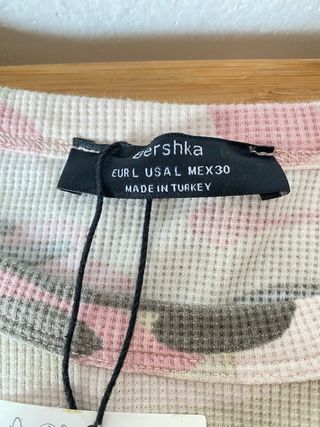 Bershka
EUR L USA L MEX 30
MADE IN TURKEY